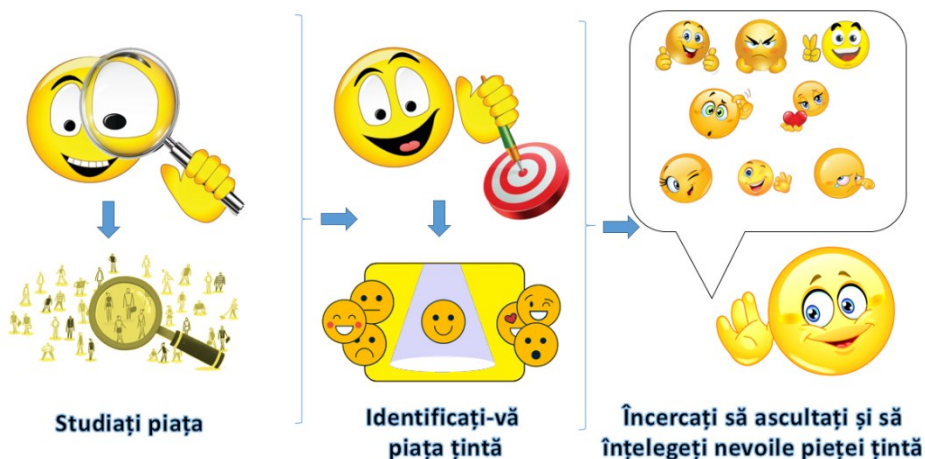 Studiați piața
Identificați-vă
piața țintă
Încercați să ascultați și să
înțelegeți nevoile pieței țintă